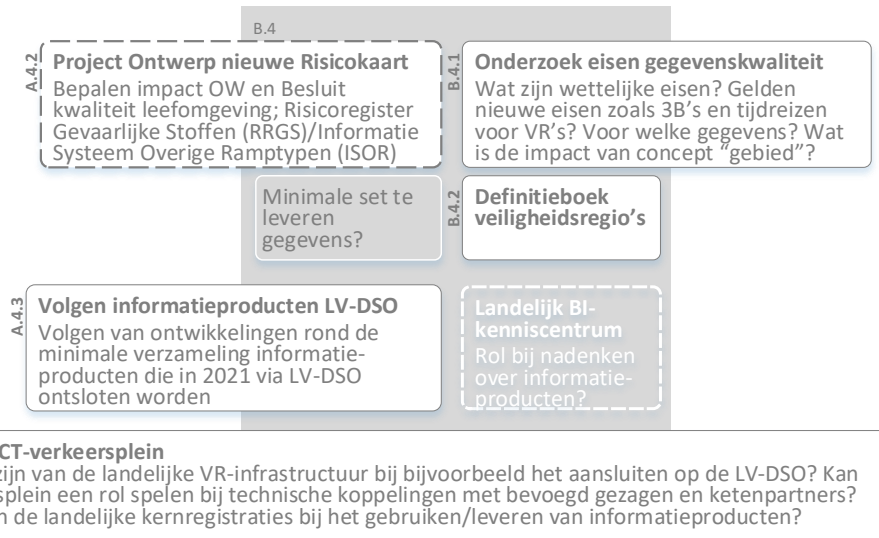 B.4
A.4.2
Project Ontwerp nieuwe Risicokaart
Bepalen impact OW en Besluit
kwaliteit leefomgeving; Risicoregister
Gevaarlijke Stoffen (RRGS)/Informatie
Systeem Overige Ramptypen (ISOR)
B.4.1
Onderzoek eisen gegevenskwaliteit
Wat zijn wettelijke eisen? Gelden
nieuwe eisen zoals 3B's en tijdreizen
voor VR's? Voor welke gegevens? Wat
is de impact van concept “gebied”?
Minimale set te
leveren
gegevens?
B.4.2
Definitieboek
veiligheidsregio's
A.4.3
Volgen informatieproducten LV-DSO
Volgen van ontwikkelingen rond de
minimale verzameling informatie-
producten die in 2021 via LV-DSO
ontsloten worden
Landelijk BI-
kenniscentrum
Rol bij nadenken
over informatie-
producten?
CT-verkeersplein
zijn van de landelijke VR-infrastructuur bij bijvoorbeeld het aansluiten op de LV-DSO? Kan
splein een rol spelen bij technische koppelingen met bevoegd gezagen en ketenpartners?
n de landelijke kernregistraties bij het gebruiken/leveren van informatieproducten?